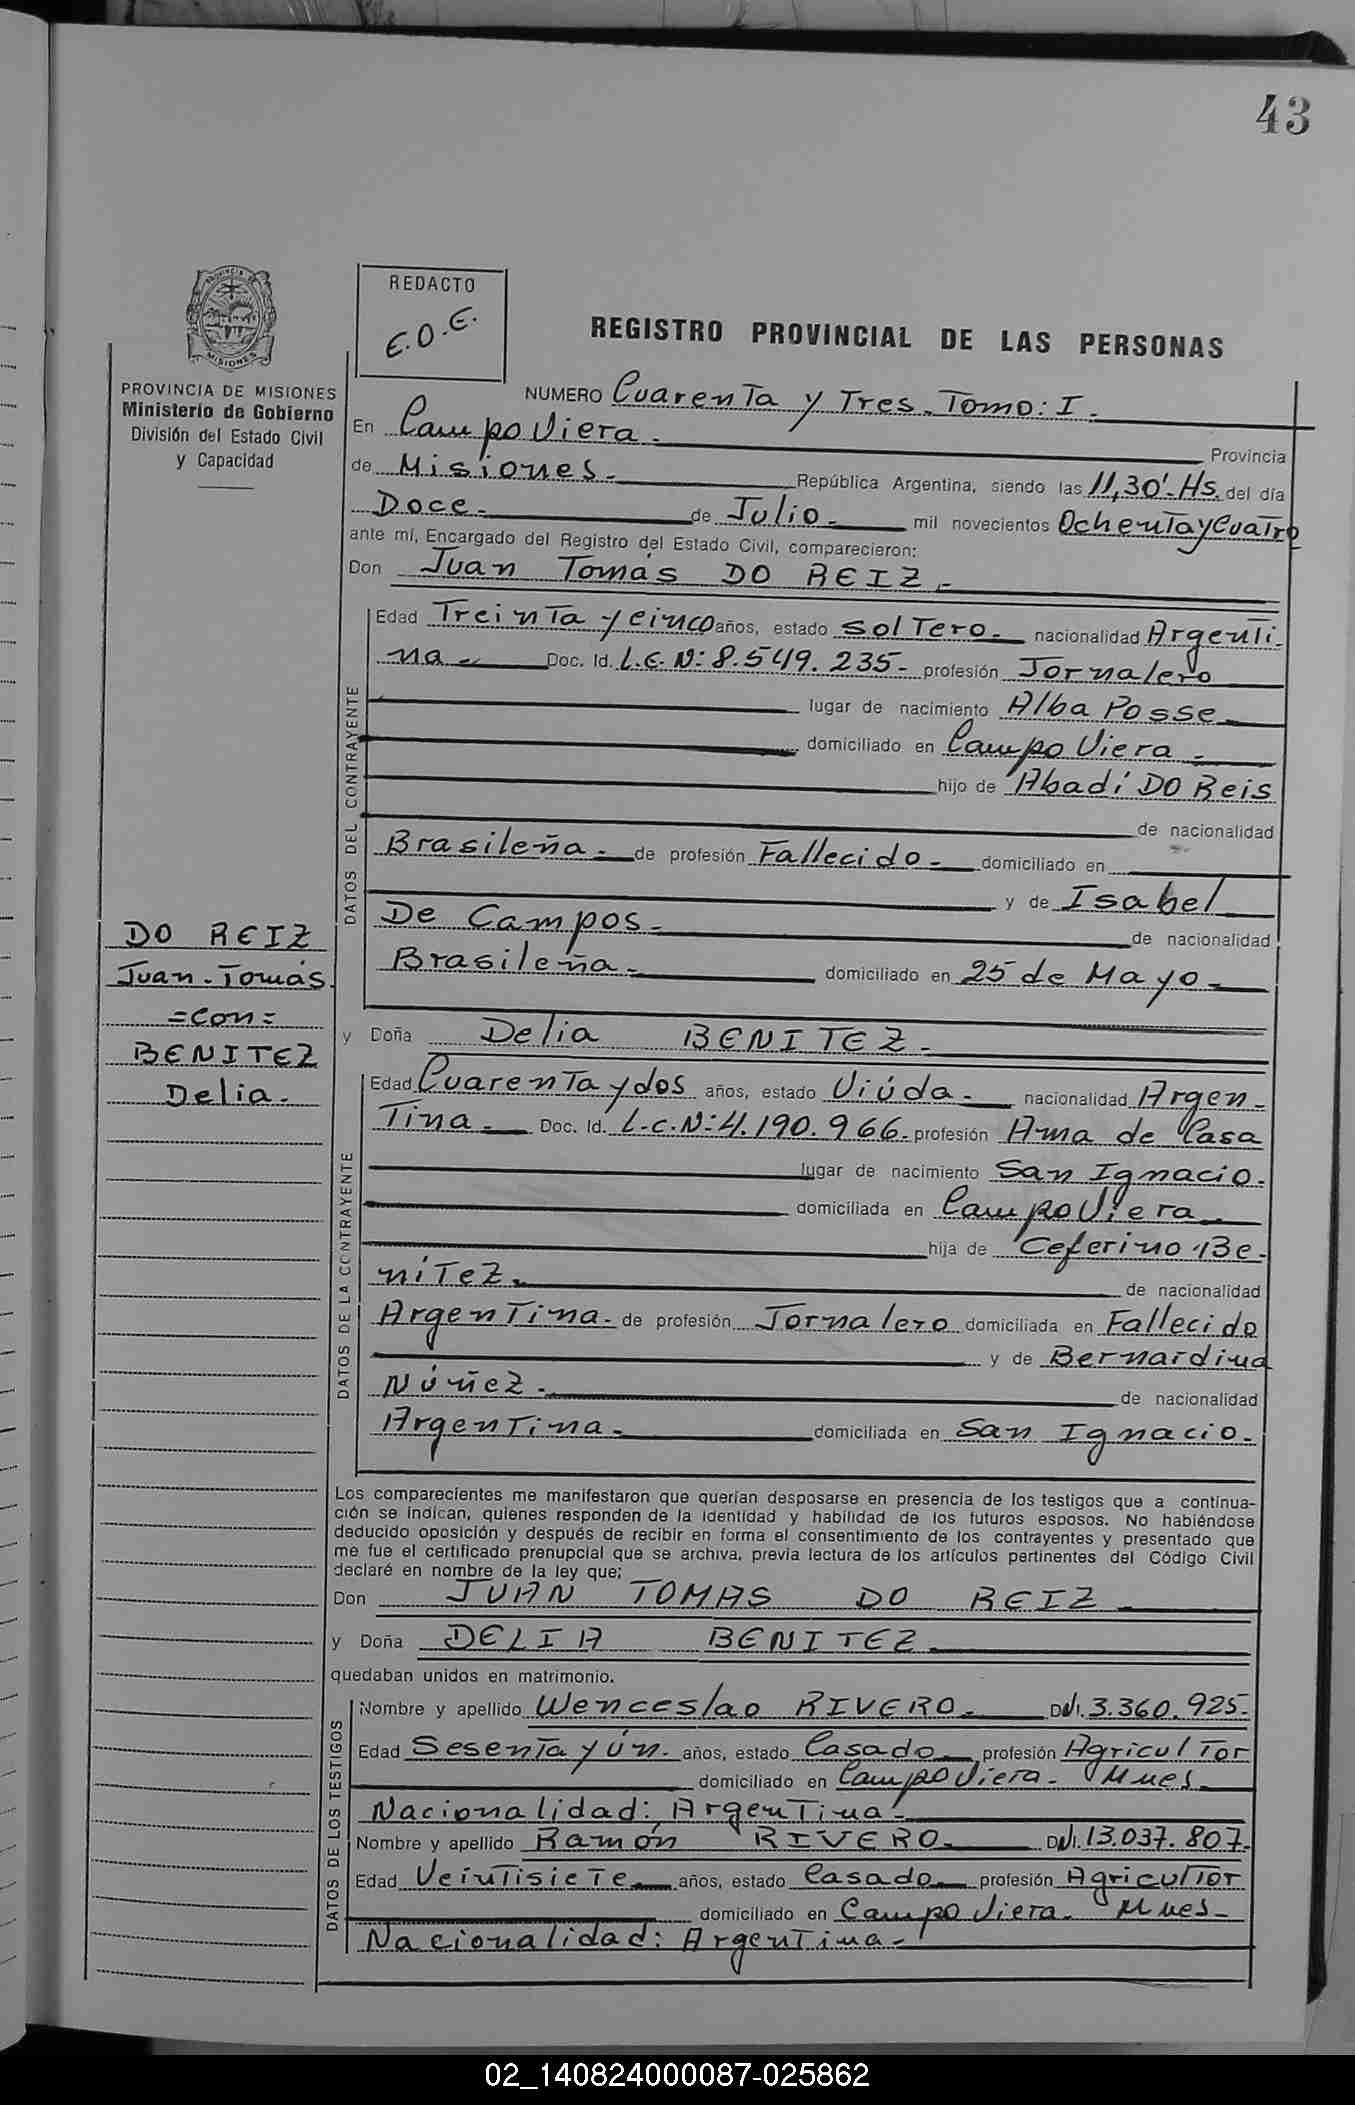 43
REDACTO
E.O.E.
REGISTRO PROVINCIAL DE LAS PERSONAS
PROVINCIA DE MISIONES
Ministerio de Gobierno
División del Estado Civil
y Capacidad
NUMERO Cuarenta y Tres. Tomo: I.
En Campo Viera. Provincia
de Misiones. República Argentina, siendo las 11,30'. Hs. del día
Doce. de Julio. mil novecientos Ochenta y Cuatro
ante mí, Encargado del Registro del Estado Civil, comparecieron:
Don Juan Tomás DO REIZ.
DATOS DEL CONTRAYENTE
Edad Treinta y cinco años, estado solTero. nacionalidad Argenti-
na. Doc. Id. L.E. N: 8.549.235. profesión Jornalero
lugar de nacimiento Alba Posse
domiciliado en Campo Viera.
hijo de Abadí DO Reis
de nacionalidad
Brasileña. de profesión Fallecido. domiciliado en
y de Isabel
De Campos. de nacionalidad
Brasileña. domiciliado en 25 de Mayo.
DO REIZ
Juan. Tomás.
=con=
BENITEZ
Delia.
y Doña Delia BENITEZ.
DATOS DE LA CONTRAYENTE
Edad Cuarenta y dos años, estado Viúda. nacionalidad Argen-
Tina. Doc. Id. L.C.N: 4.190.966. profesión Ama de Casa
lugar de nacimiento San Ignacio.
domiciliada en Campo Viera
hija de Ceferino Be-
niTez. de nacionalidad
Argentina. de profesión Jornalero domiciliada en Fallecido
y de Bernardina
Núñez. de nacionalidad
Argentina. domiciliada en San Ignacio.
Los comparecientes me manifestaron que querían desposarse en presencia de los testigos que a continua-
ción se indican, quienes responden de la identidad y habilidad de los futuros esposos. No habiéndose
deducido oposición y después de recibir en forma el consentimiento de los contrayentes y presentado que
me fue el certificado prenupcial que se archiva, previa lectura de los artículos pertinentes del Código Civil
declaré en nombre de la ley que:
Don JUAN TOMAS DO REIZ
y Doña DELIA BENITEZ.
quedaban unidos en matrimonio.
DATOS DE LOS TESTIGOS
Nombre y apellido Wenceslao RIVERO. DNI. 3.360.925.
Edad Sesenta y ún. años, estado Casado profesión Agricultor
domiciliado en Campo Viera. Mnes.
Nacionalidad: Argentina.
Nombre y apellido Ramón RIVERO. DNI. 13.037.807.
Edad Veintisiete años, estado Casado profesión Agricultor
domiciliado en Campo Viera. Mnes.
Nacionalidad: Argentina.
02_140824000087-025862